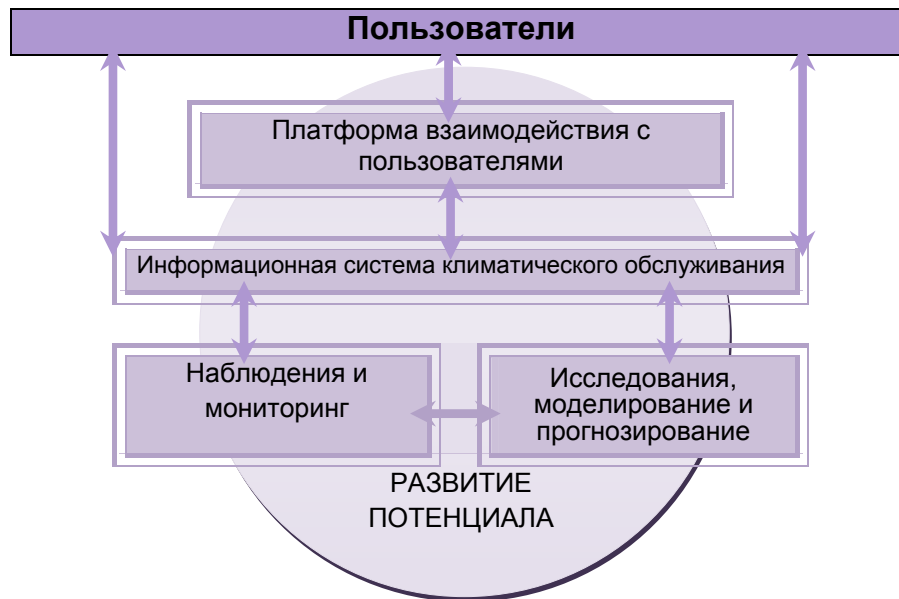 Пользователи
Платформа взаимодействия с
пользователями
Информационная система климатического обслуживания
Наблюдения и
мониторинг
Исследования,
моделирование и
прогнозирование
РАЗВИТИЕ
ПОТЕНЦИАЛА